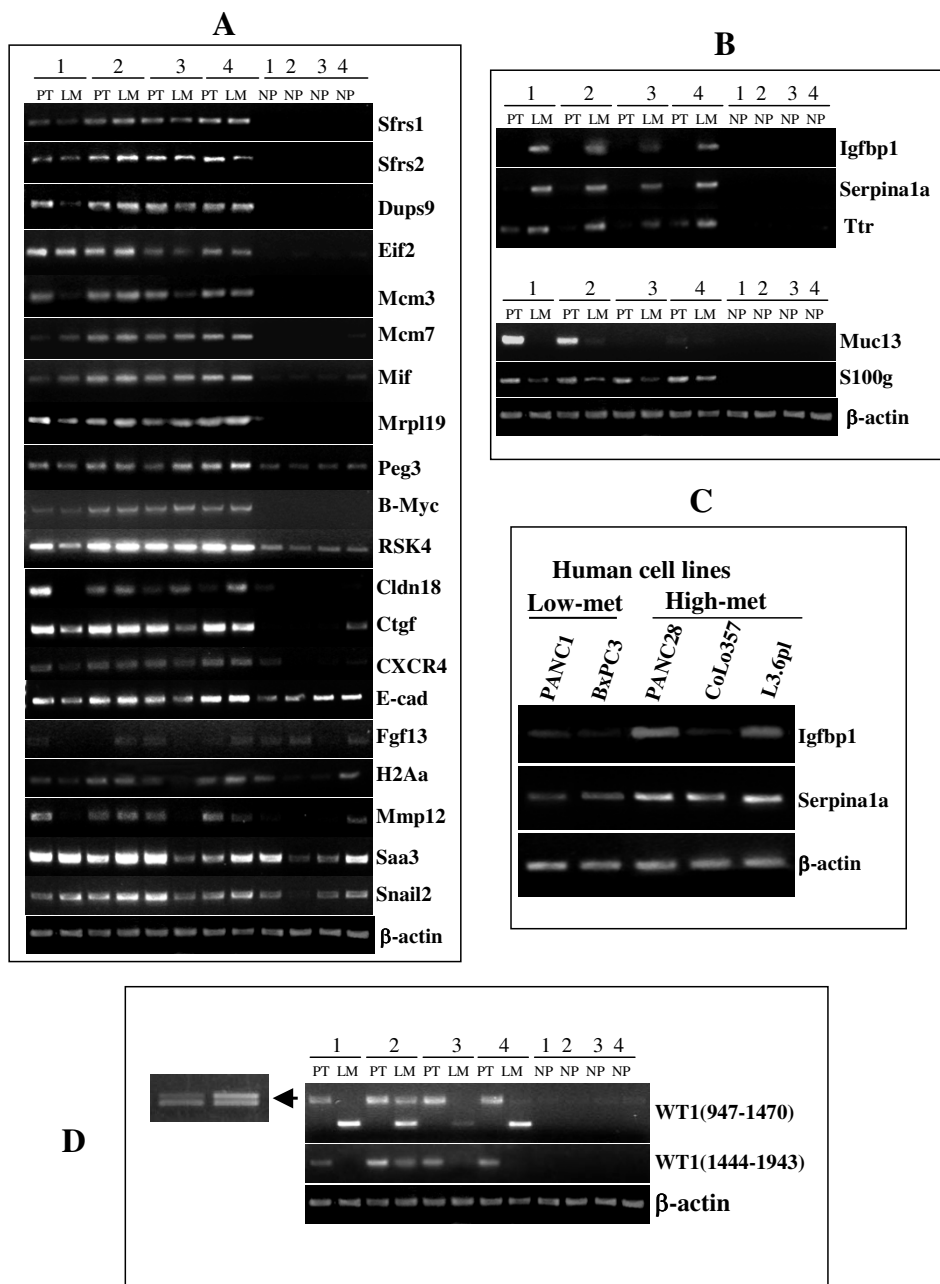 A
1 2 3 4 1 2 3 4
PT LM PT LM PT LM PT LM NP NP NP NP
Sfrs1
Sfrs2
Dups9
Eif2
Mcm3
Mcm7
Mif
Mrpl19
Peg3
B-Myc
RSK4
Cldn18
Ctgf
CXCR4
E-cad
Fgf13
H2Aa
Mmp12
Saa3
Snail2
β-actin
B
1 2 3 4 1 2 3 4
PT LM PT LM PT LM PT LM NP NP NP NP
Igfbp1
Serpina1a
Ttr
1 2 3 4 1 2 3 4
PT LM PT LM PT LM PT LM NP NP NP NP
Muc13
S100g
β-actin
C
Human cell lines
Low-met High-met
PANC1 BxPC3 PANC28 CoLo357 L3.6pl
Igfbp1
Serpina1a
β-actin
D
1 2 3 4 1 2 3 4
PT LM PT LM PT LM PT LM NP NP NP NP
WT1(947-1470)
WT1(1444-1943)
β-actin